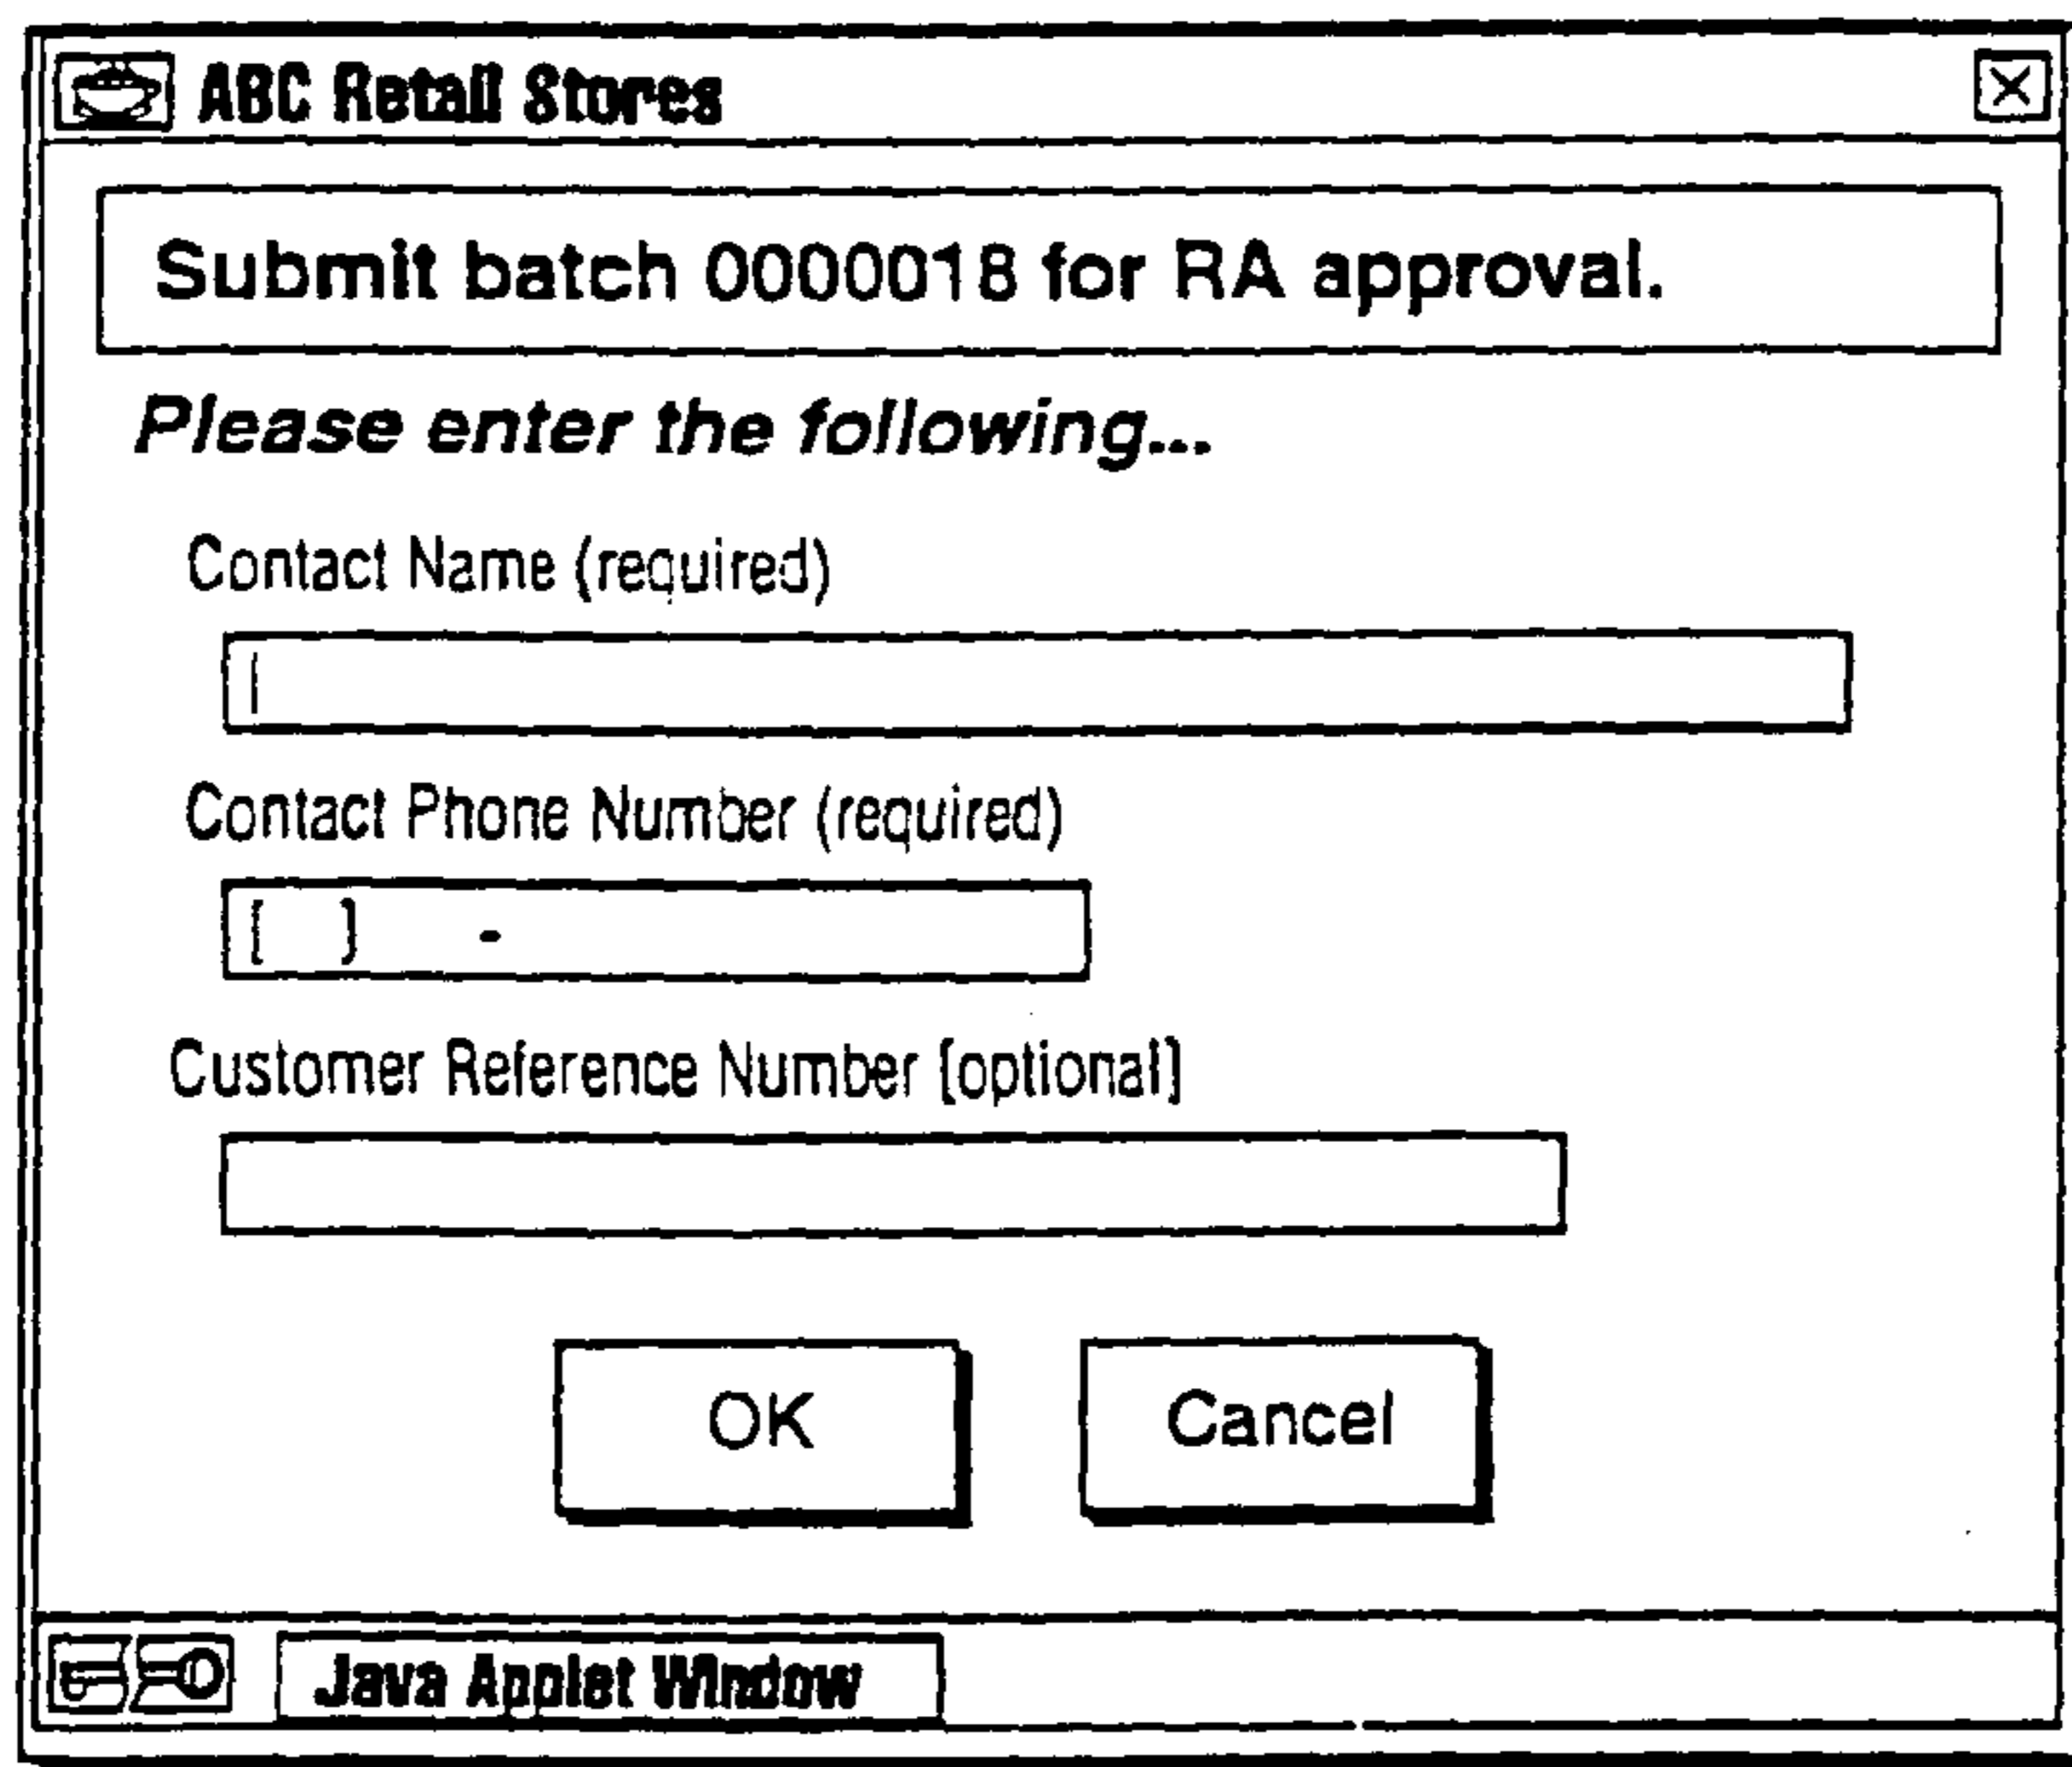 ABC Retail Stores
Submit batch 0000018 for RA approval.
Please enter the following...
Contact Name (required)
Contact Phone Number (required)
( ) -
Customer Reference Number [optional]
OK Cancel
Java Applet Window